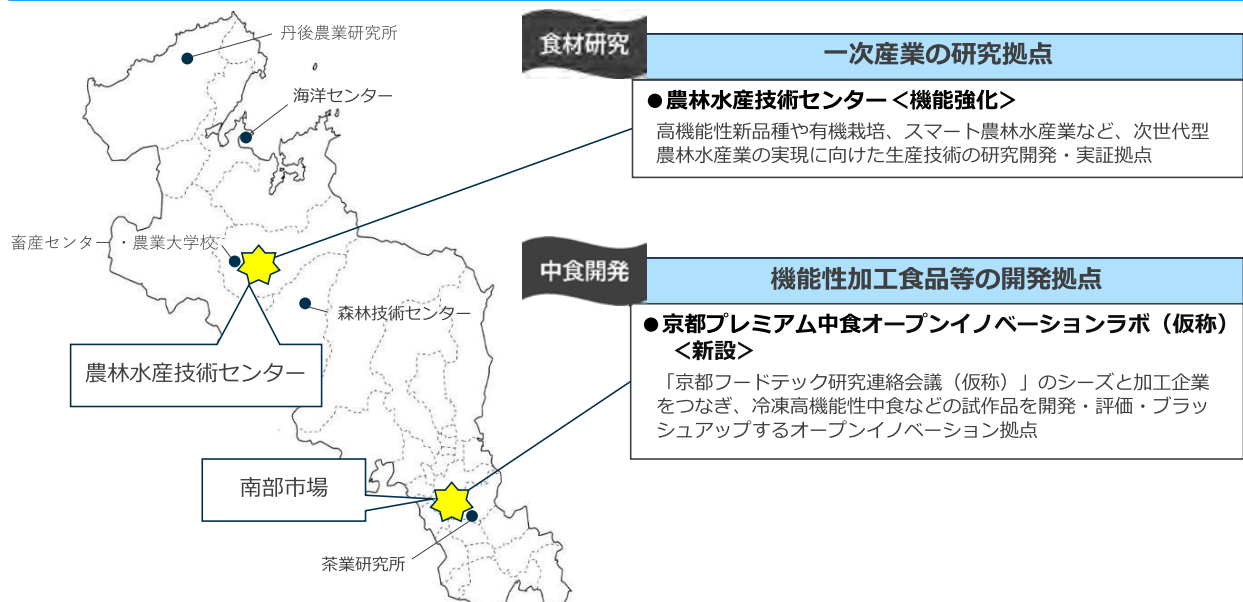 丹後農業研究所
海洋センター
畜産センター・農業大学校
森林技術センター
農林水産技術センター
南部市場
茶業研究所
食材研究
一次産業の研究拠点
●農林水産技術センター＜機能強化＞
高機能性新品種や有機栽培、スマート農林水産業など、次世代型
農林水産業の実現に向けた生産技術の研究開発・実証拠点
中食開発
機能性加工食品等の開発拠点
●京都プレミアム中食オープンイノベーションラボ（仮称）
＜新設＞
「京都フードテック研究連絡会議（仮称）」のシーズと加工企業
をつなぎ、冷凍高機能性中食などの試作品を開発・評価・ブラッ
シュアップするオープンイノベーション拠点